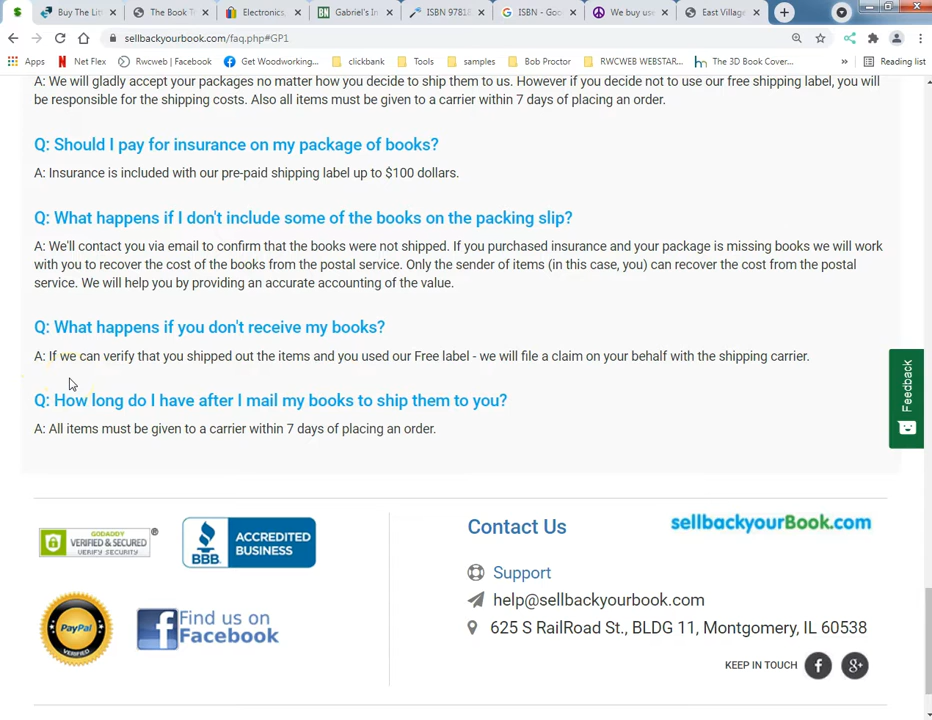 Buy The Lit
The Book T
Electronics,
Gabriel's In
ISBN 9781
ISBN - Goo
We buy use
East Village
sellbackyourbook.com/faq.php#GP1
Apps
Net Flex
Rwcweb | Facebook
Get Woodworking...
clickbank
Tools
samples
Bob Proctor
RWCWEB WEBSTAR...
The 3D Book Cover...
»
Reading list
A: We will gladly accept your packages no matter how you decide to ship them to us. However if you decide not to use our free shipping label, you will
be responsible for the shipping costs. Also all items must be given to a carrier within 7 days of placing an order.
Q: Should I pay for insurance on my package of books?
A: Insurance is included with our pre-paid shipping label up to $100 dollars.
Q: What happens if I don't include some of the books on the packing slip?
A: We'll contact you via email to confirm that the books were not shipped. If you purchased insurance and your package is missing books we will work
with you to recover the cost of the books from the postal service. Only the sender of items (in this case, you) can recover the cost from the postal
service. We will help you by providing an accurate accounting of the value.
Q: What happens if you don't receive my books?
A: If we can verify that you shipped out the items and you used our Free label - we will file a claim on your behalf with the shipping carrier.
Q: How long do I have after I mail my books to ship them to you?
A: All items must be given to a carrier within 7 days of placing an order.
Feedback
GODADDY
VERIFIED & SECURED
VERIFY SECURITY
®
BBB
ACCREDITED
BUSINESS
PayPal
VERIFIED
Find us on
Facebook
Contact Us
sellbackyourBook.com
Support
help@sellbackyourbook.com
625 S RailRoad St., BLDG 11, Montgomery, IL 60538
KEEP IN TOUCH